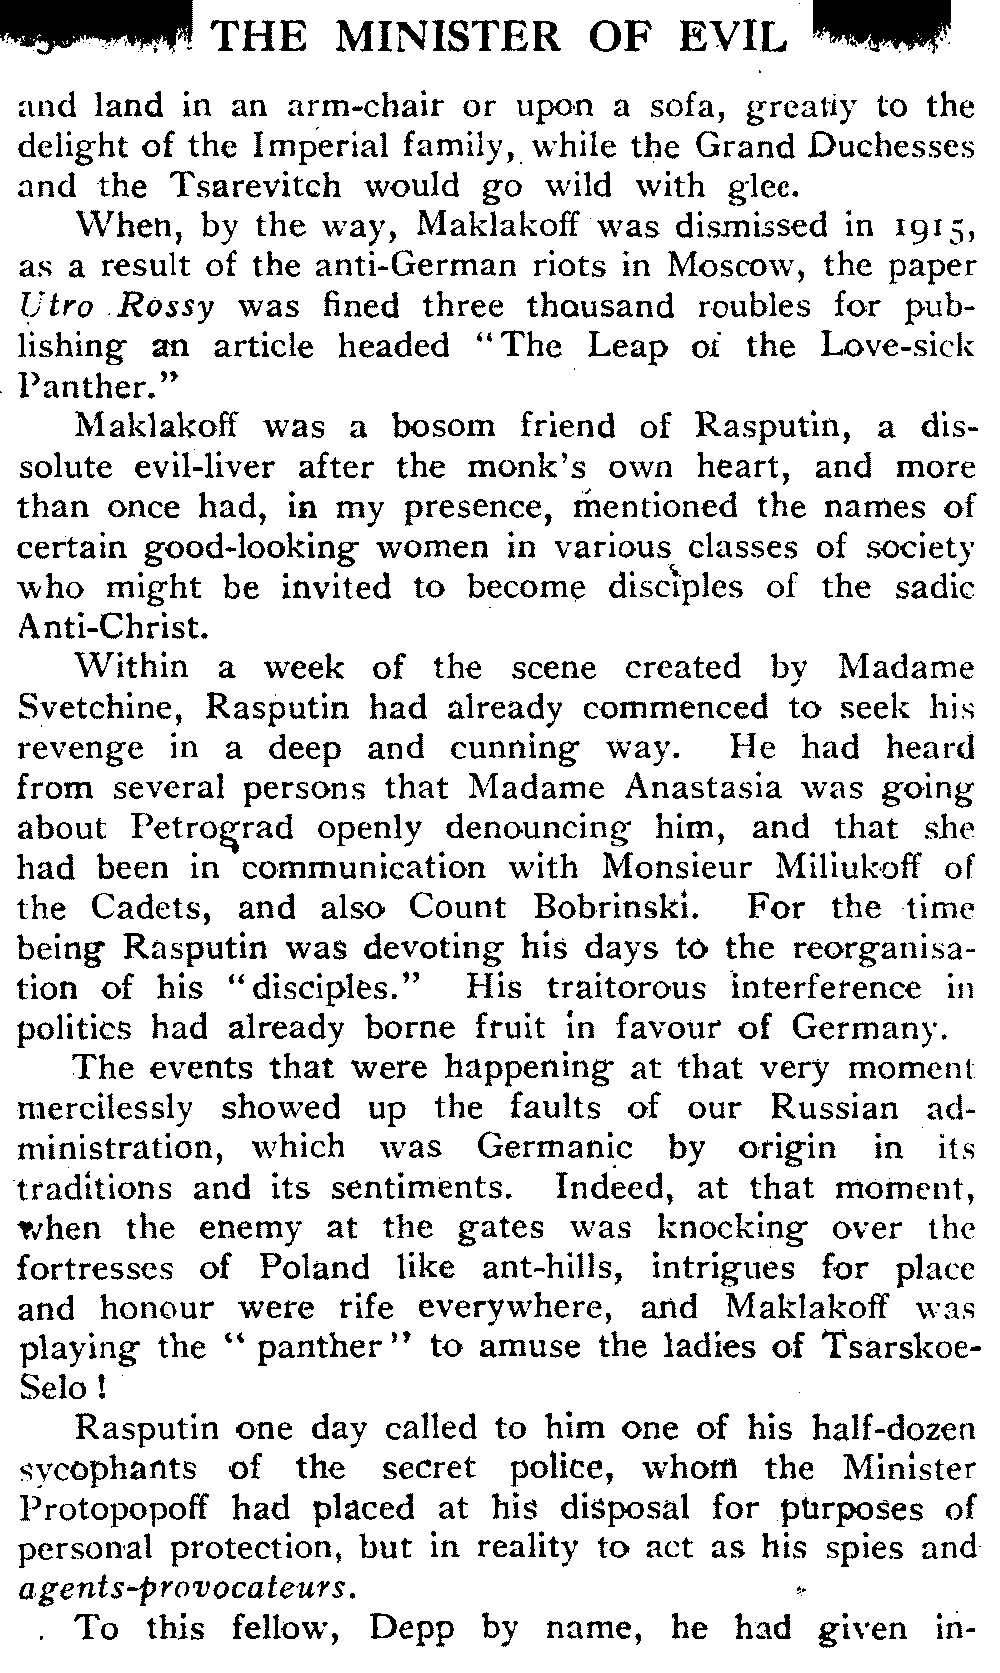 THE MINISTER OF EVIL
and land in an arm-chair or upon a sofa, greatly to the
delight of the Imperial family, while the Grand Duchesses
and the Tsarevitch would go wild with glee.
When, by the way, Maklakoff was dismissed in 1915,
as a result of the anti-German riots in Moscow, the paper
Utro Rossy was fined three thousand roubles for pub-
lishing an article headed "The Leap of the Love-sick
Panther."
Maklakoff was a bosom friend of Rasputin, a dis-
solute evil-liver after the monk's own heart, and more
than once had, in my presence, mentioned the names of
certain good-looking women in various classes of society
who might be invited to become disciples of the sadic
Anti-Christ.
Within a week of the scene created by Madame
Svetchine, Rasputin had already commenced to seek his
revenge in a deep and cunning way. He had heard
from several persons that Madame Anastasia was going
about Petrograd openly denouncing him, and that she
had been in communication with Monsieur Miliukoff of
the Cadets, and also Count Bobrinski. For the time
being Rasputin was devoting his days to the reorganisa-
tion of his "disciples." His traitorous interference in
politics had already borne fruit in favour of Germany.
The events that were happening at that very moment
mercilessly showed up the faults of our Russian ad-
ministration, which was Germanic by origin in its
traditions and its sentiments. Indeed, at that moment,
when the enemy at the gates was knocking over the
fortresses of Poland like ant-hills, intrigues for place
and honour were rife everywhere, and Maklakoff was
playing the "panther" to amuse the ladies of Tsarskoe-
Selo!
Rasputin one day called to him one of his half-dozen
sycophants of the secret police, whom the Minister
Protopopoff had placed at his disposal for purposes of
personal protection, but in reality to act as his spies and
agents-provocateurs.
To this fellow, Depp by name, he had given in-